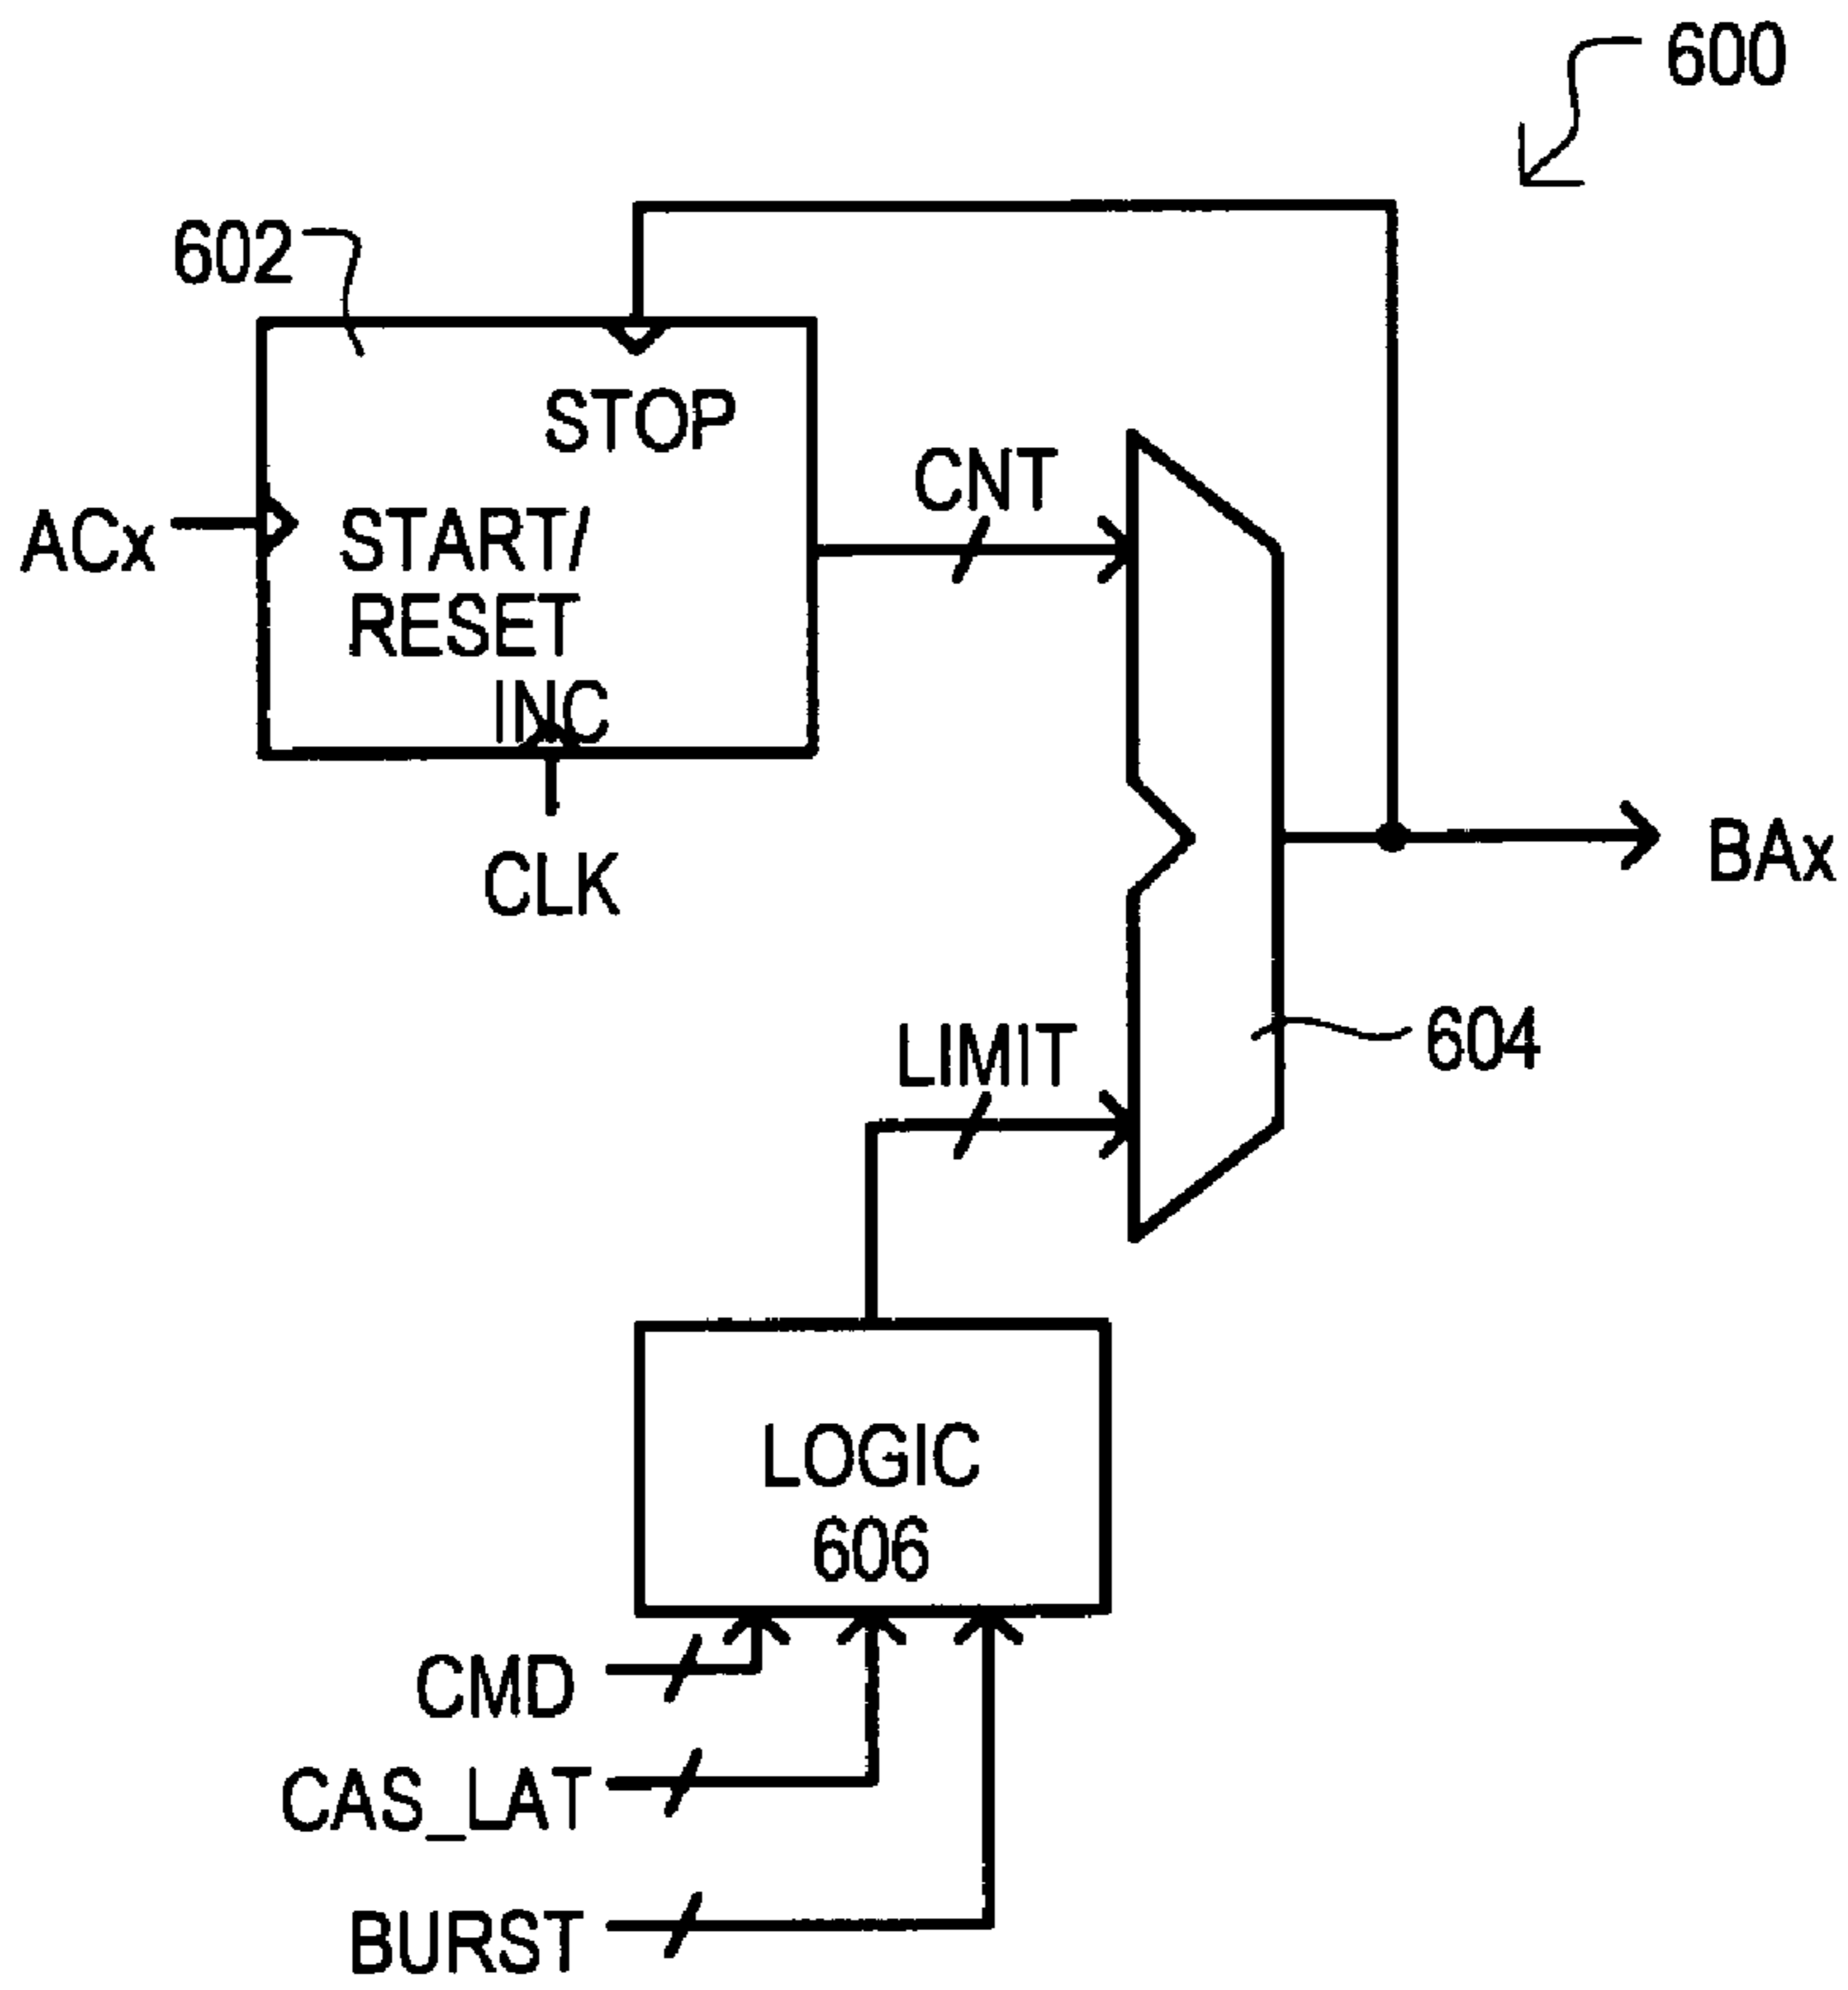 600
602
STOP
CNT
ACx
START/
RESET
INC
CLK
BAx
LIMIT
604
LOGIC
606
CMD
CAS_LAT
BURST